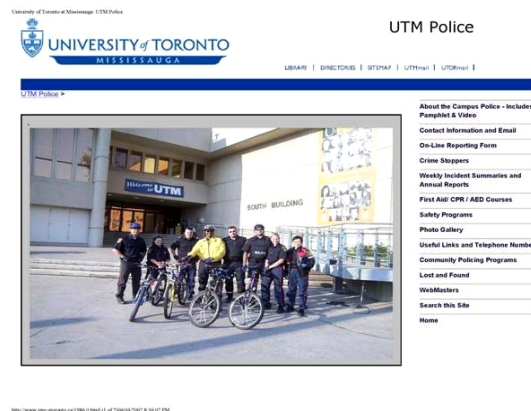 University of Toronto at Mississauga: UTM Police
UTM Police
UNIVERSITY of TORONTO
MISSISSAUGA
LIBRARY | DIRECTORIES | SITEMAP | UTMmail | UTORmail |
UTM Police >
Welcome to UTM
SOUTH BUILDING
About the Campus Police - Includes
Pamphlet & Video
Contact information and Email
On-Line Reporting Form
Crime Stoppers
Weekly Incident Summaries and
Annual Reports
First Aid/ CPR / AED Courses
Safety Programs
Photo Gallery
Useful Links and Telephone Numbe
Community Policing Programs
Lost and Found
WebMasters
Search this Site
Home